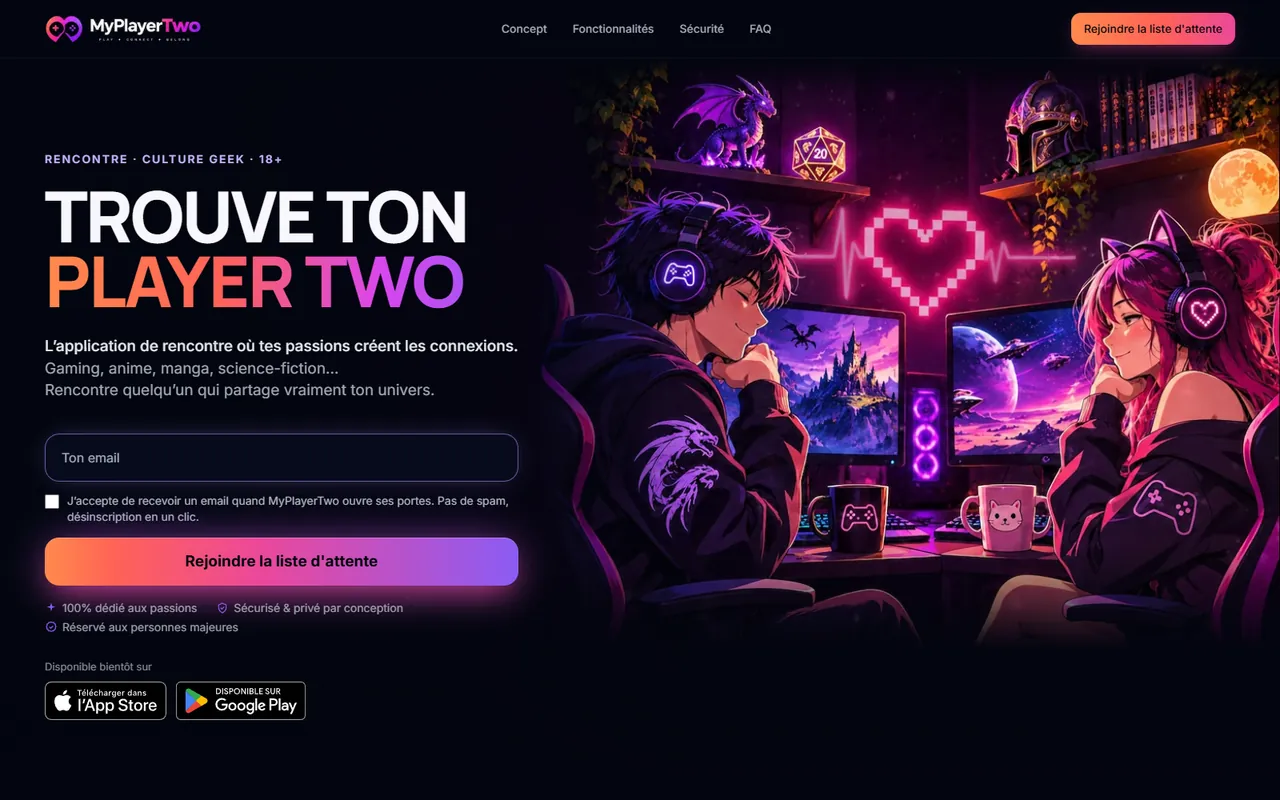 MyPlayerTwo
PLAY • CONNECT • BELONG
Concept
Fonctionnalités
Sécurité
FAQ
Rejoindre la liste d'attente
RENCONTRE · CULTURE GEEK · 18+
TROUVE TON
PLAYER TWO
L’application de rencontre où tes passions créent les connexions.
Gaming, anime, manga, science-fiction…
Rencontre quelqu’un qui partage vraiment ton univers.
Ton email
J’accepte de recevoir un email quand MyPlayerTwo ouvre ses portes. Pas de spam,
désinscription en un clic.
Rejoindre la liste d'attente
100% dédié aux passions
Sécurisé & privé par conception
Réservé aux personnes majeures
Disponible bientôt sur
Télécharger dans
l'App Store
DISPONIBLE SUR
Google Play
20